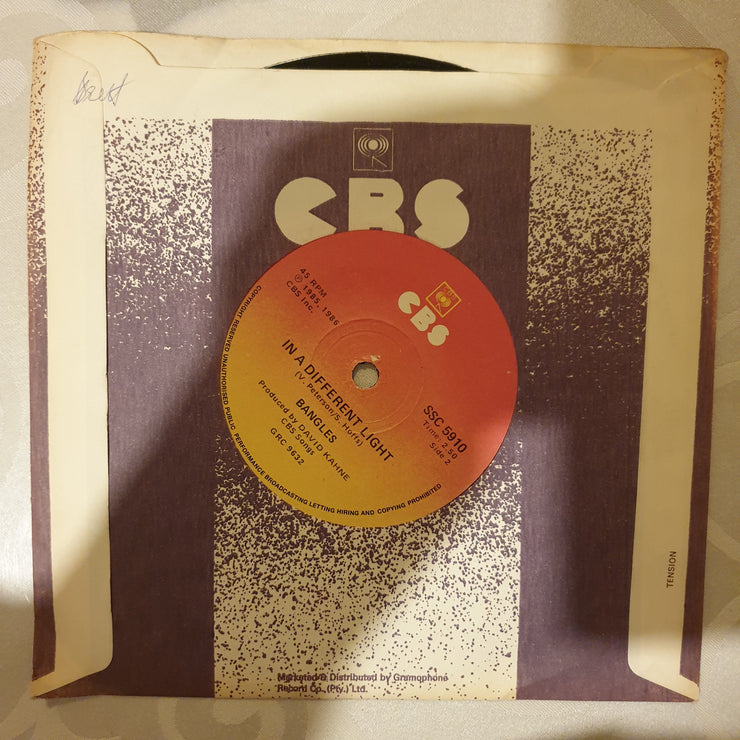 CBS
45 RPM
℗ 1985, 1986
CBS Inc.
CBS
IN A DIFFERENT LIGHT
(V. Peterson/S. Hoffs)
BANGLES
Produced by DAVID KAHNE
CBS Songs
GRC 9632
SSC 5910
Time: 2.50
Side 2
COPYRIGHT RESERVED UNAUTHORISED PUBLIC PERFORMANCE BROADCASTING LETTING HIRING AND COPYING PROHIBITED
TENSION
Marketed & Distributed by Gramophone
Record Co. (Pty.) Ltd.